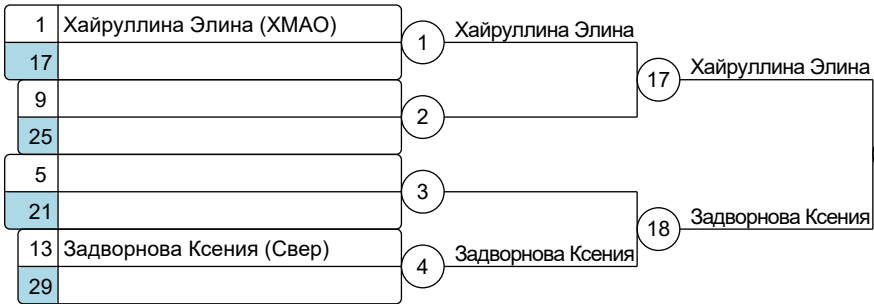 1 Хайруллина Элина (ХМАО)
17
1 Хайруллина Элина
9
25
2
17 Хайруллина Элина
5
21
3
13 Задворнова Ксения (Свер)
29
4 Задворнова Ксения
18 Задворнова Ксения